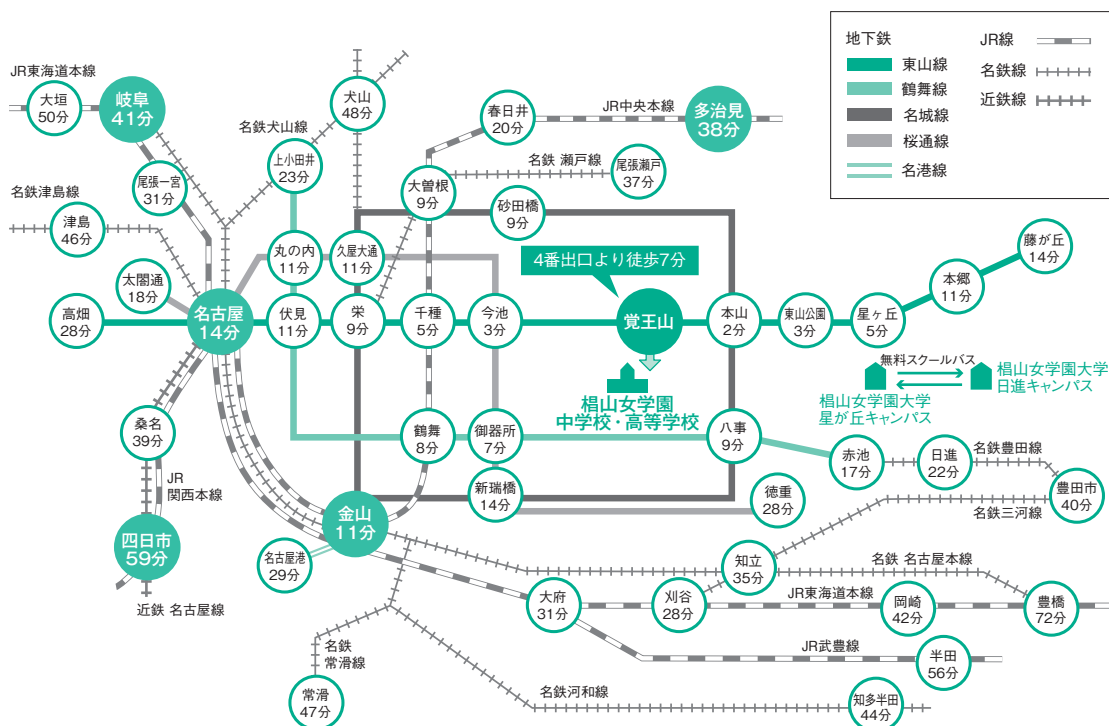 地下鉄
東山線
鶴舞線
名城線
桜通線
名港線
JR線
名鉄線
近鉄線
JR東海道本線
大垣
50分
岐阜
41分
尾張一宮
31分
名鉄津島線
津島
46分
太閤通
18分
高畑
28分
名古屋
14分
名鉄犬山線
上小田井
23分
犬山
48分
春日井
20分
JR中央本線
多治見
38分
名鉄 瀬戸線
尾張瀬戸
37分
大曽根
9分
砂田橋
9分
丸の内
11分
久屋大通
11分
伏見
11分
栄
9分
千種
5分
今池
3分
4番出口より徒歩7分
覚王山
本山
2分
東山公園
3分
星ヶ丘
5分
本郷
11分
藤が丘
14分
椙山女学園
中学校・高等学校
無料スクールバス
椙山女学園大学
日進キャンパス
椙山女学園大学
星が丘キャンパス
桑名
39分
JR
関西本線
四日市
59分
近鉄 名古屋線
鶴舞
8分
御器所
7分
八事
9分
赤池
17分
日進
22分
名鉄豊田線
豊田市
40分
名鉄三河線
新瑞橋
14分
徳重
28分
金山
11分
名古屋港
29分
知立
35分
名鉄 名古屋本線
大府
31分
刈谷
28分
JR東海道本線
岡崎
42分
豊橋
72分
JR武豊線
半田
56分
名鉄
常滑線
常滑
47分
名鉄河和線
知多半田
44分